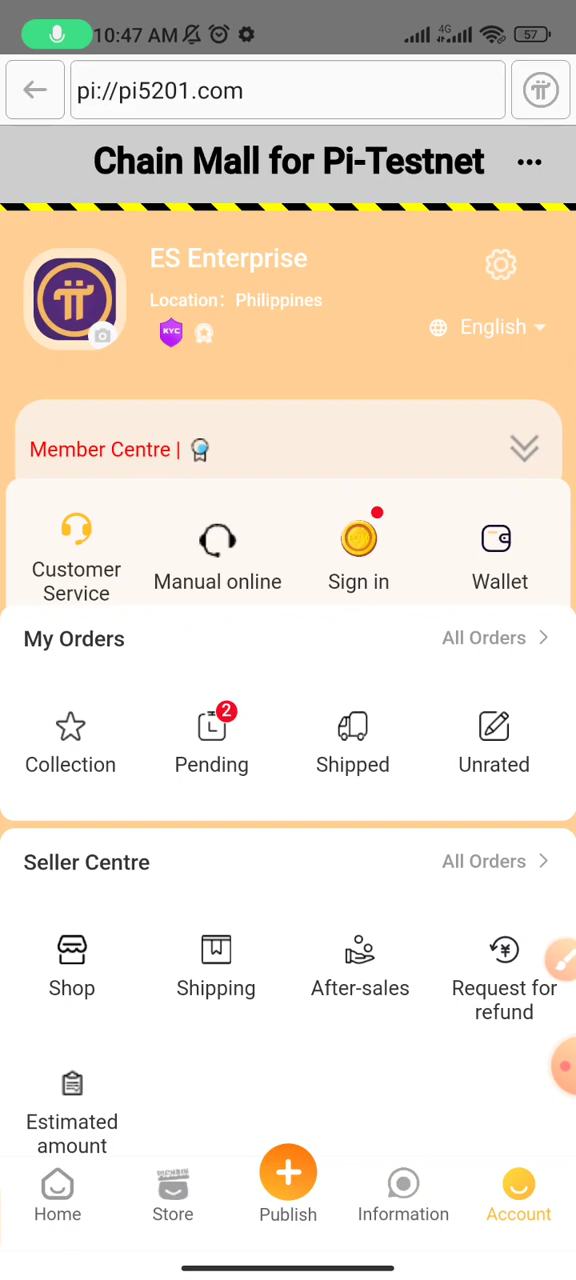 10:47 AM
4G
57
pi://pi5201.com
Chain Mall for Pi-Testnet
ES Enterprise
Location: Philippines
KYC
English
Member Centre |
Customer Service
Manual online
Sign in
Wallet
My Orders
All Orders
2
Collection
Pending
Shipped
Unrated
Seller Centre
All Orders
Shop
Shipping
After-sales
Request for refund
Estimated amount
Home
Store
Publish
Information
Account